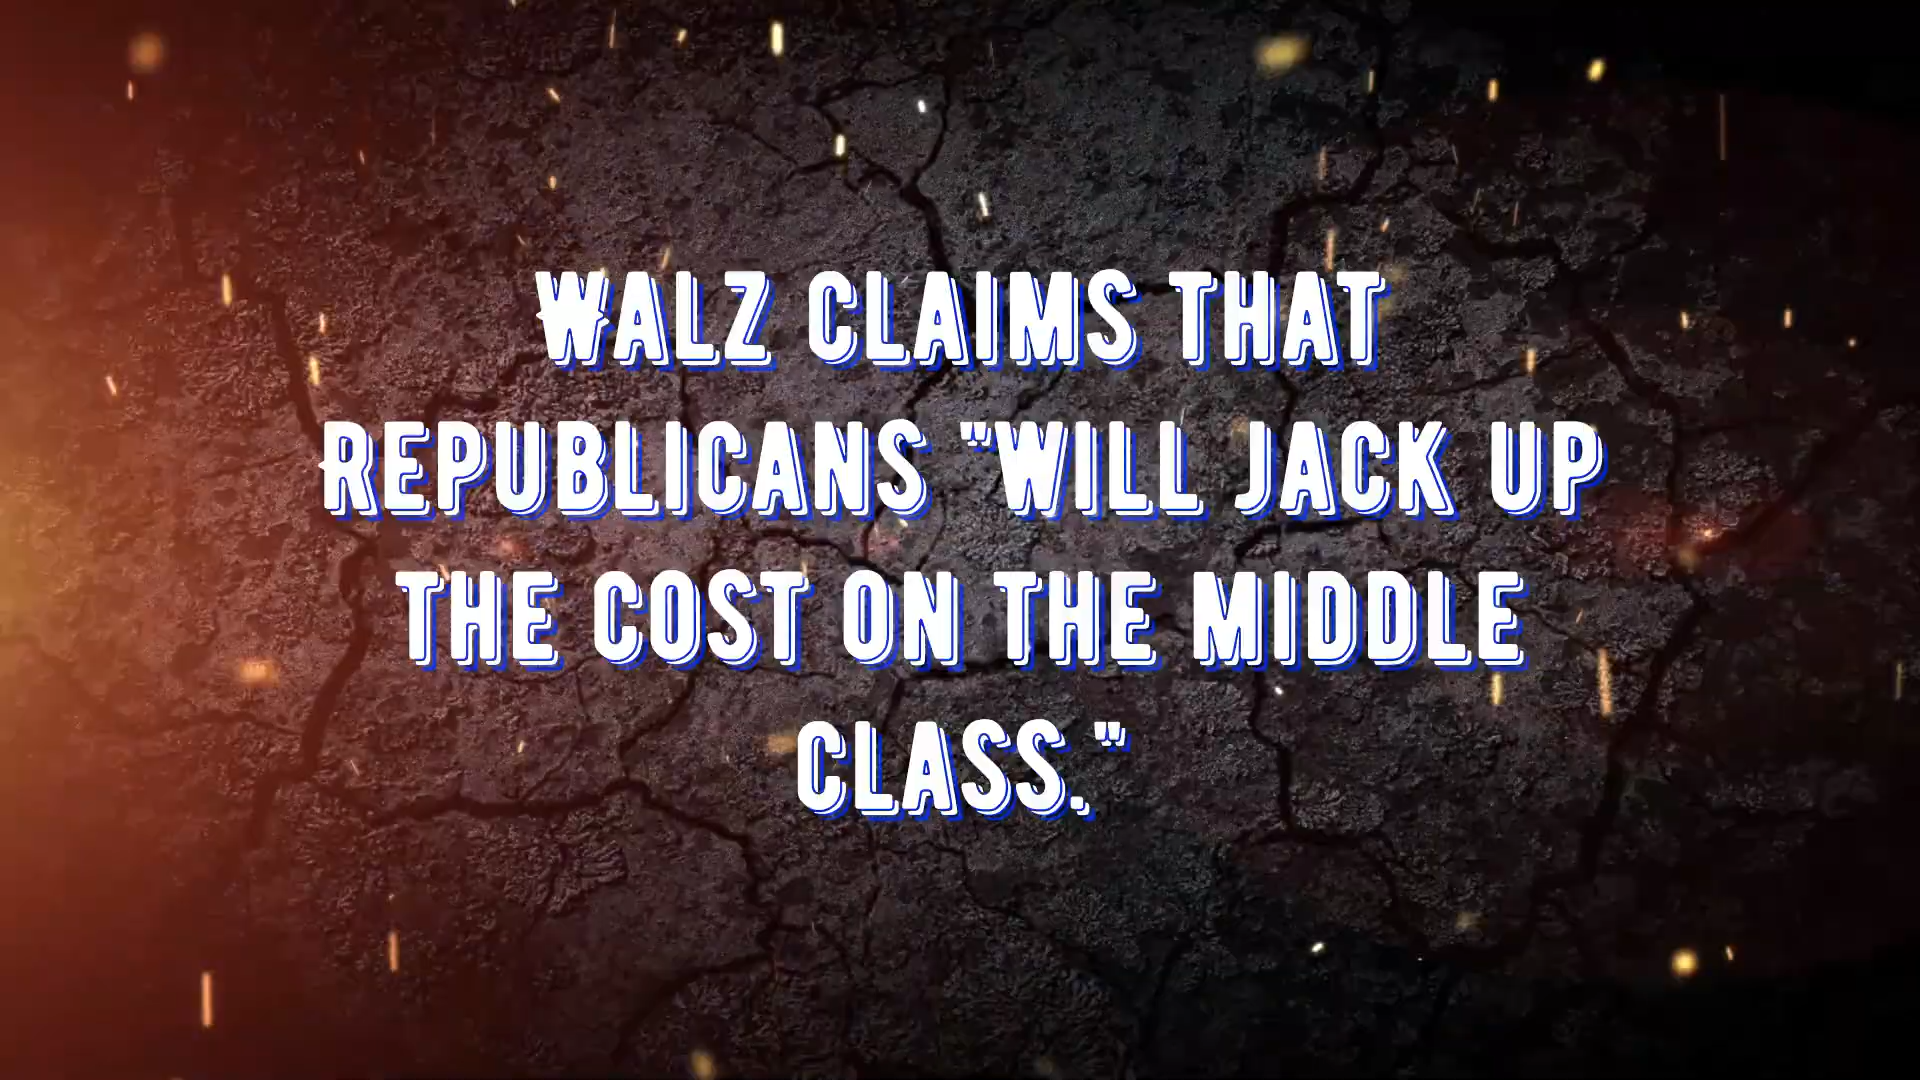 WALZ CLAIMS THAT
REPUBLICANS "WILL JACK UP
THE COST ON THE MIDDLE
CLASS."